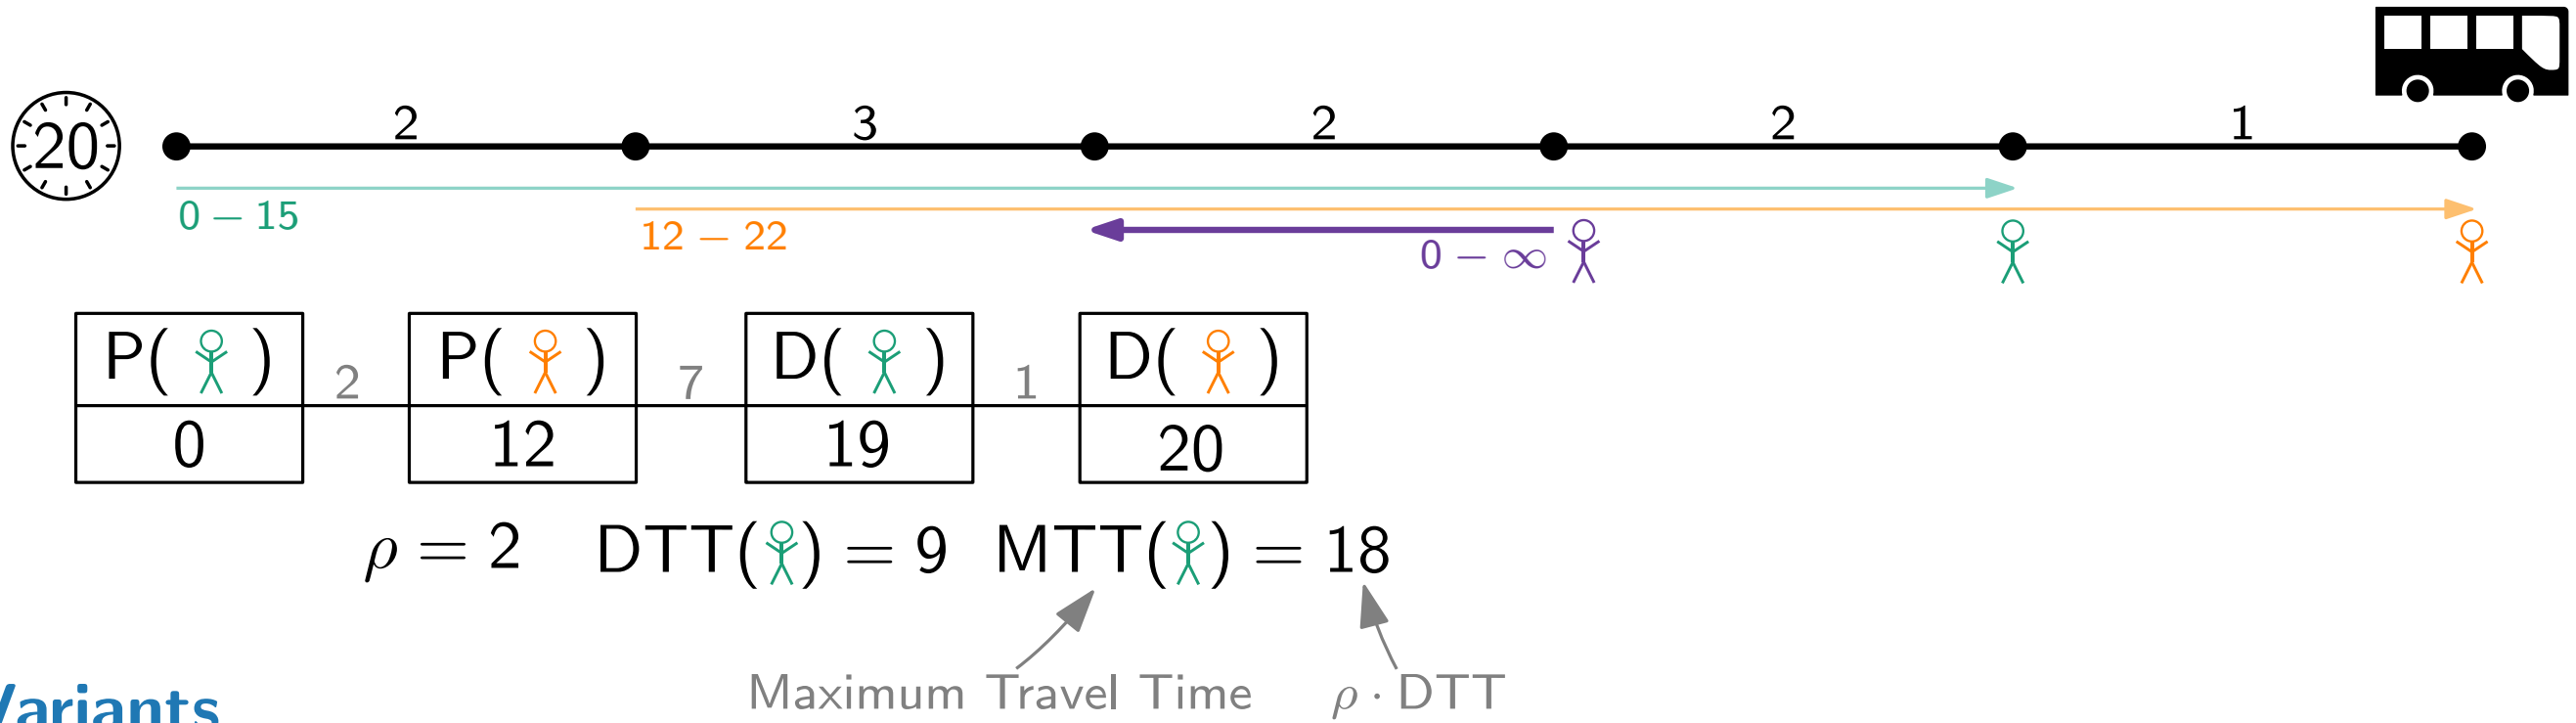 2 3 2 2 1
20
0 – 15
12 – 22
0 – ∞
P( ) 2 P( ) 7 D( ) 1 D( )
0 12 19 20
ρ = 2 DTT( ) = 9 MTT( ) = 18
Maximum Travel Time ρ · DTT
Variants